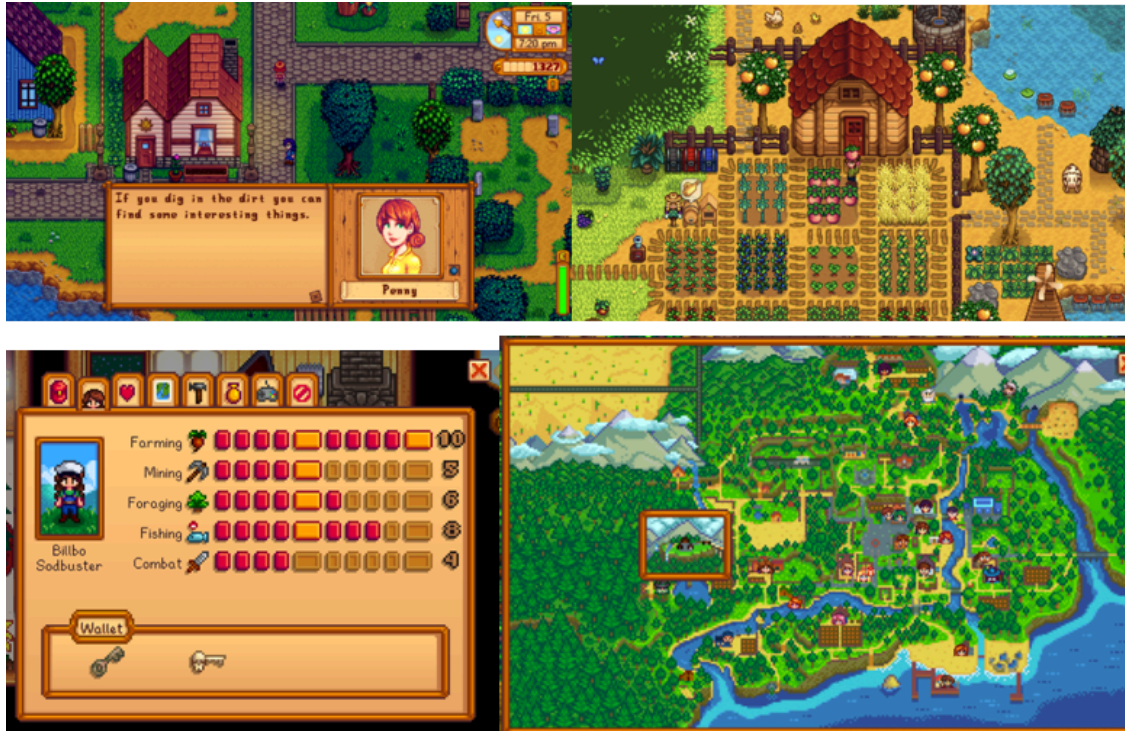 Fri. 5
7:20 pm
1327
If you dig in the dirt you can
find some interesting things.
Penny
Farming 10
Mining 5
Foraging 6
Fishing 8
Combat 4
Billbo
Sodbuster
Wallet